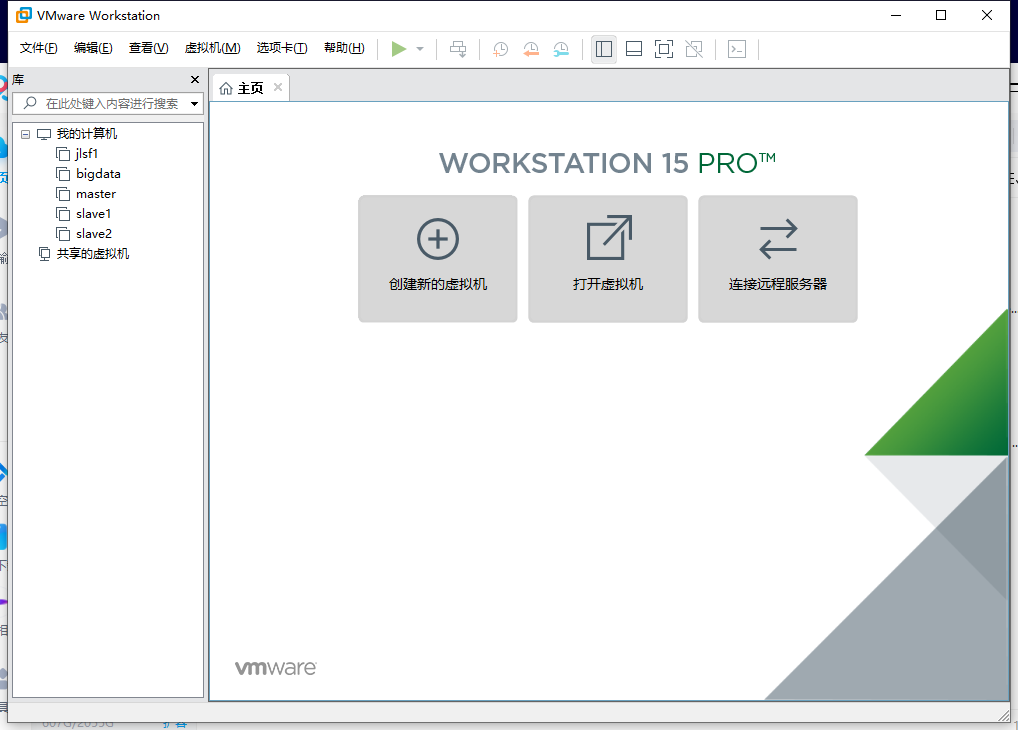 VMware Workstation
文件(F) 编辑(E) 查看(V) 虚拟机(M) 选项卡(T) 帮助(H)
库
在此处键入内容进行搜索
我的计算机
jlsf1
bigdata
master
slave1
slave2
共享的虚拟机
主页
WORKSTATION 15 PRO™
创建新的虚拟机
打开虚拟机
连接远程服务器
vmware